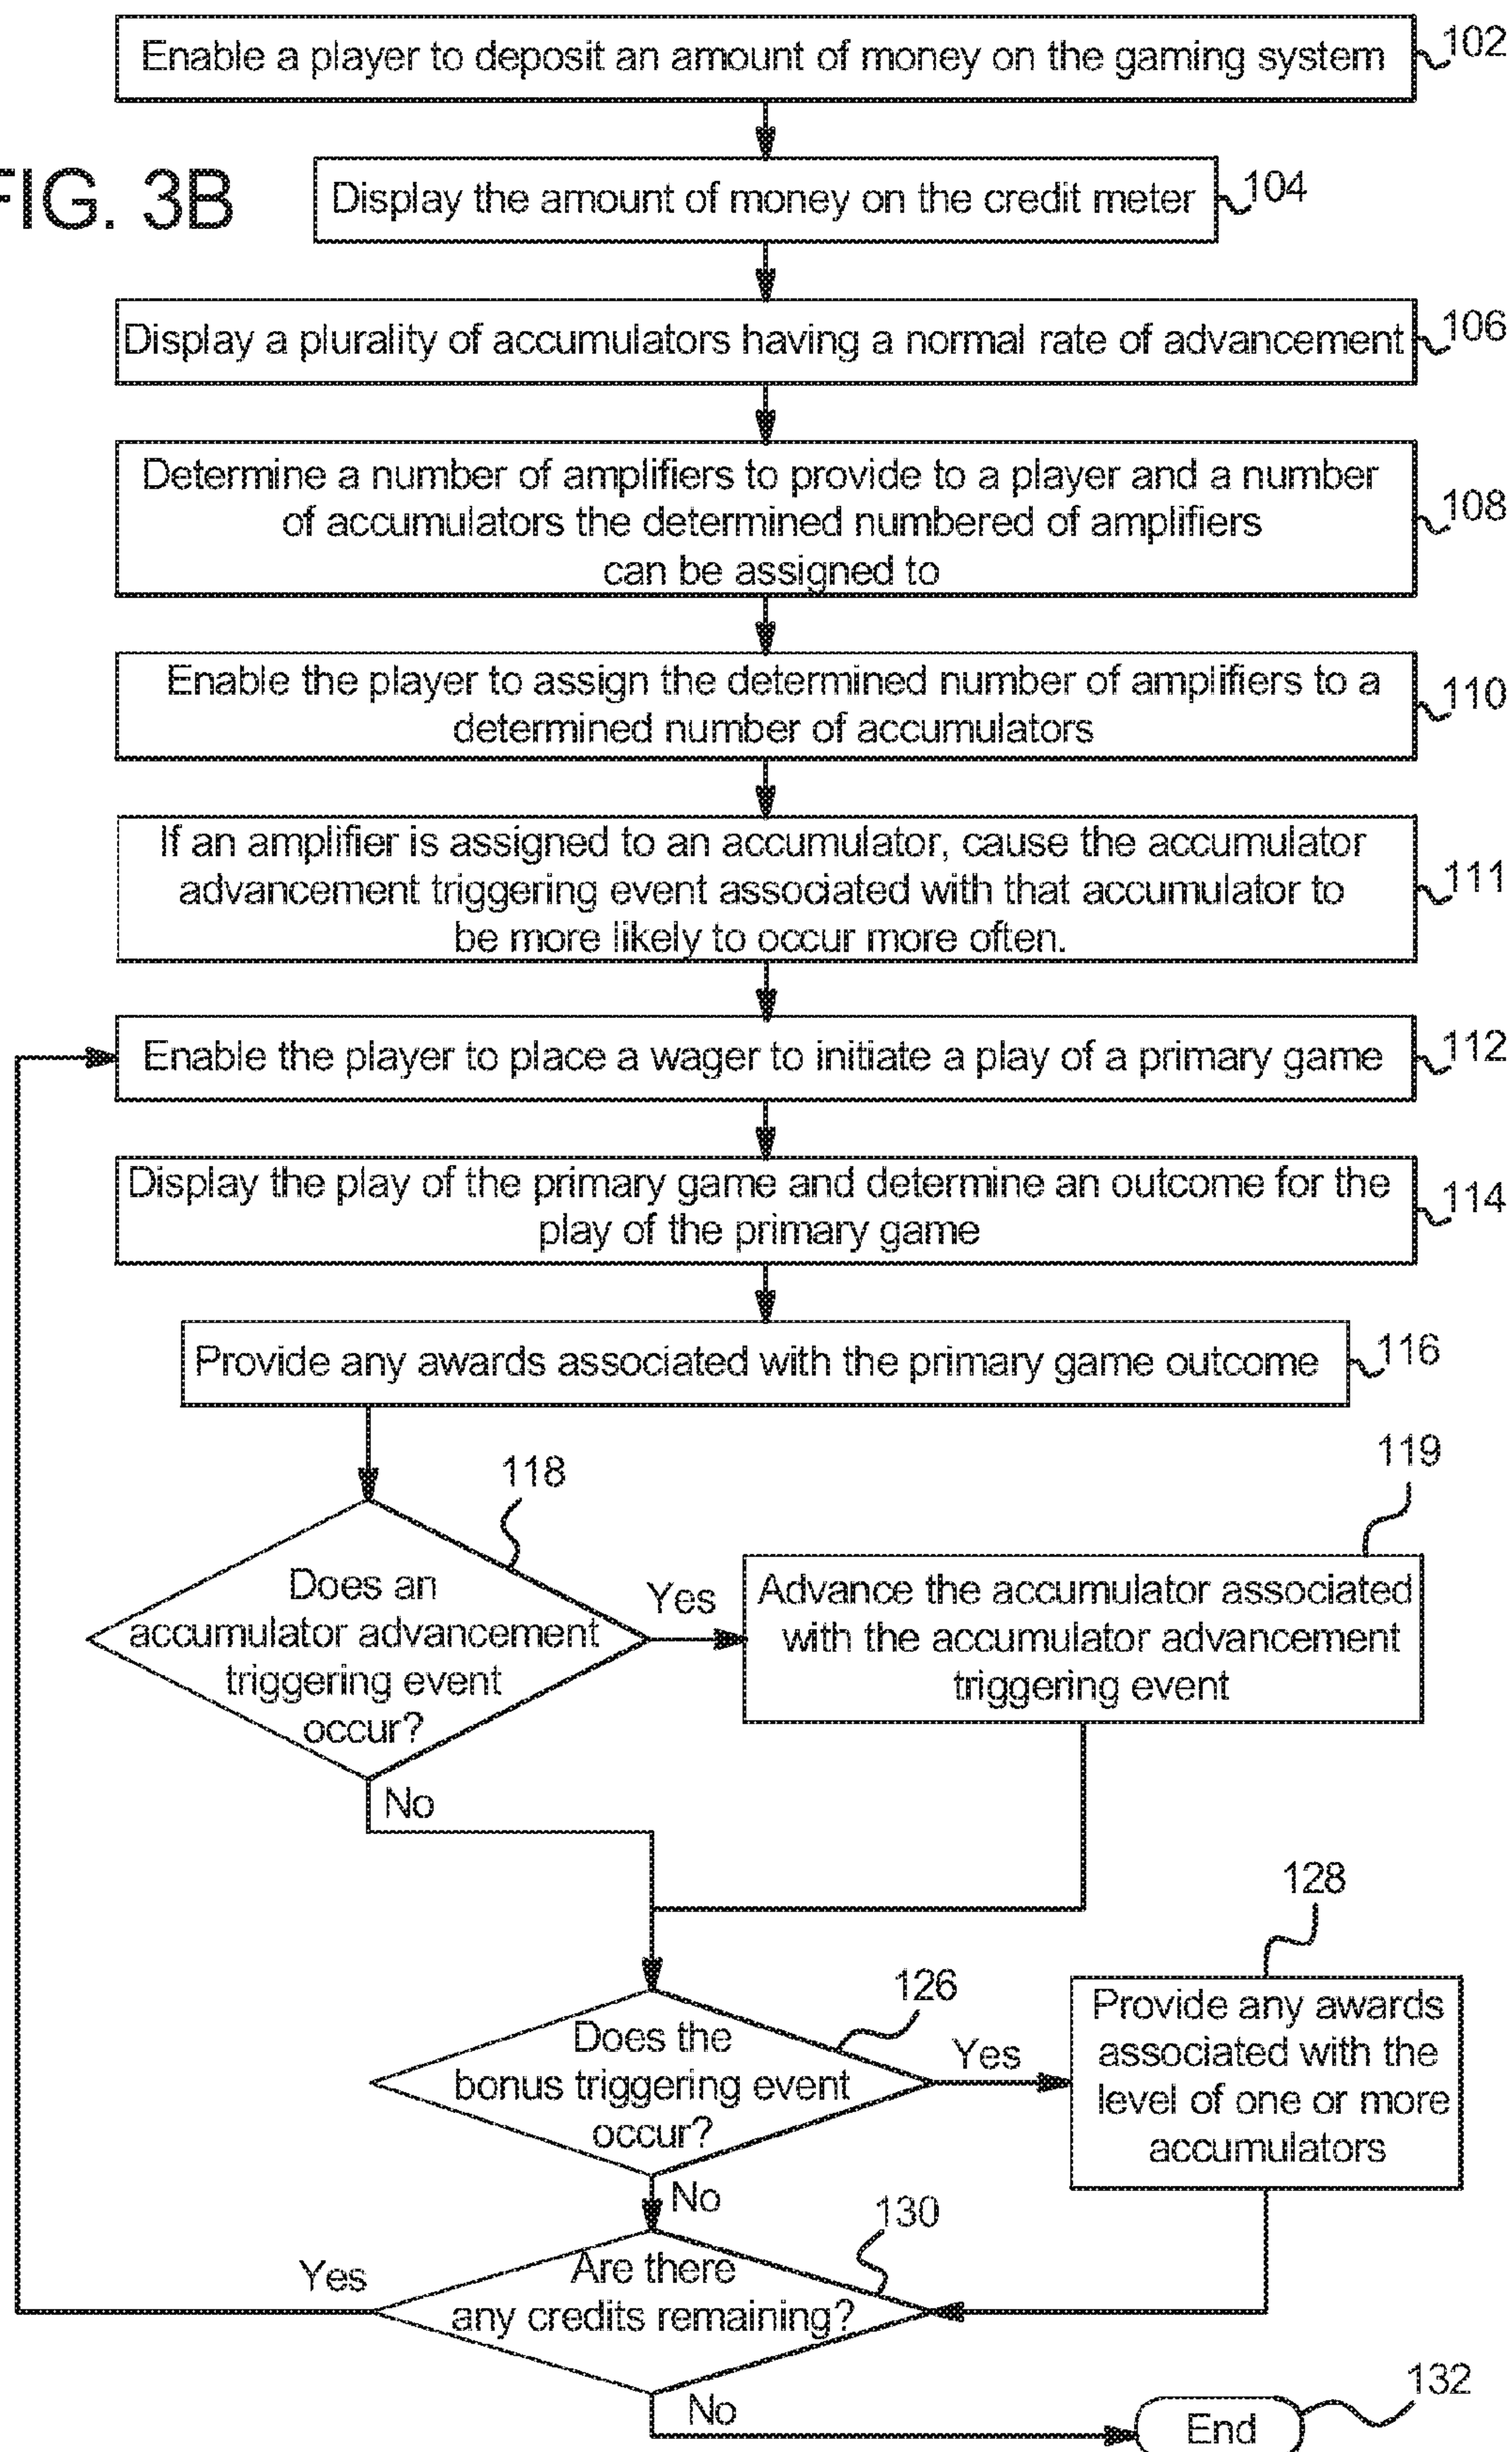 Enable a player to deposit an amount of money on the gaming system
102
FIG. 3B
Display the amount of money on the credit meter
104
Display a plurality of accumulators having a normal rate of advancement
106
Determine a number of amplifiers to provide to a player and a number
of accumulators the determined numbered of amplifiers
can be assigned to
108
Enable the player to assign the determined number of amplifiers to a
determined number of accumulators
110
If an amplifier is assigned to an accumulator, cause the accumulator
advancement triggering event associated with that accumulator to
be more likely to occur more often.
111
Enable the player to place a wager to initiate a play of a primary game
112
Display the play of the primary game and determine an outcome for the
play of the primary game
114
Provide any awards associated with the primary game outcome
116
118
Does an
accumulator advancement
triggering event
occur?
Yes
119
Advance the accumulator associated
with the accumulator advancement
triggering event
No
126
Does the
bonus triggering event
occur?
Yes
128
Provide any awards
associated with the
level of one or more
accumulators
No
130
Are there
any credits remaining?
Yes
No
132
End